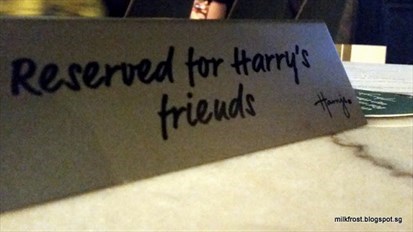 Reserved for Harry's
friends
Harry's
milkfrost.blogspot.sg